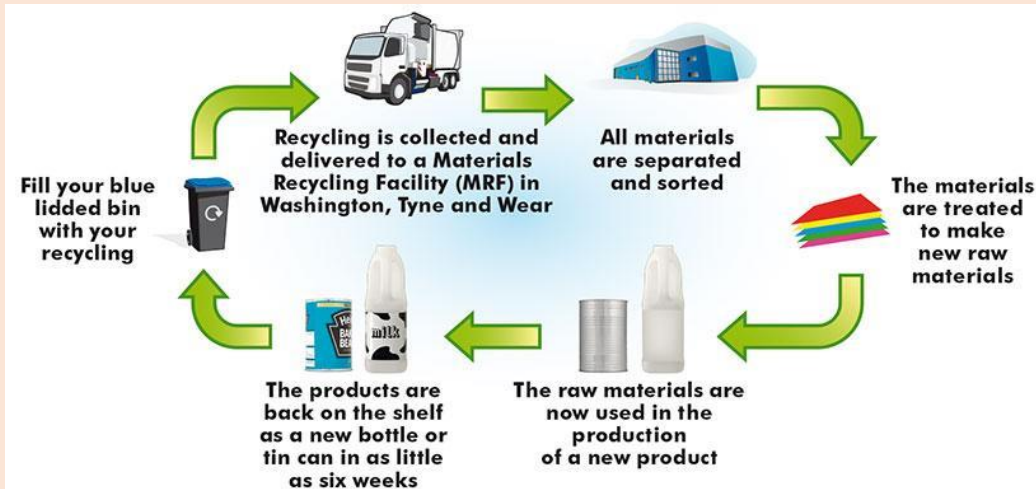 Fill your blue
lidded bin
with your
recycling
Recycling is collected and
delivered to a Materials
Recycling Facility (MRF) in
Washington, Tyne and Wear
All materials
are separated
and sorted
The materials
are treated
to make
new raw
materials
The raw materials are
now used in the
production
of a new product
milk
The products are
back on the shelf
as a new bottle or
tin can in as little
as six weeks